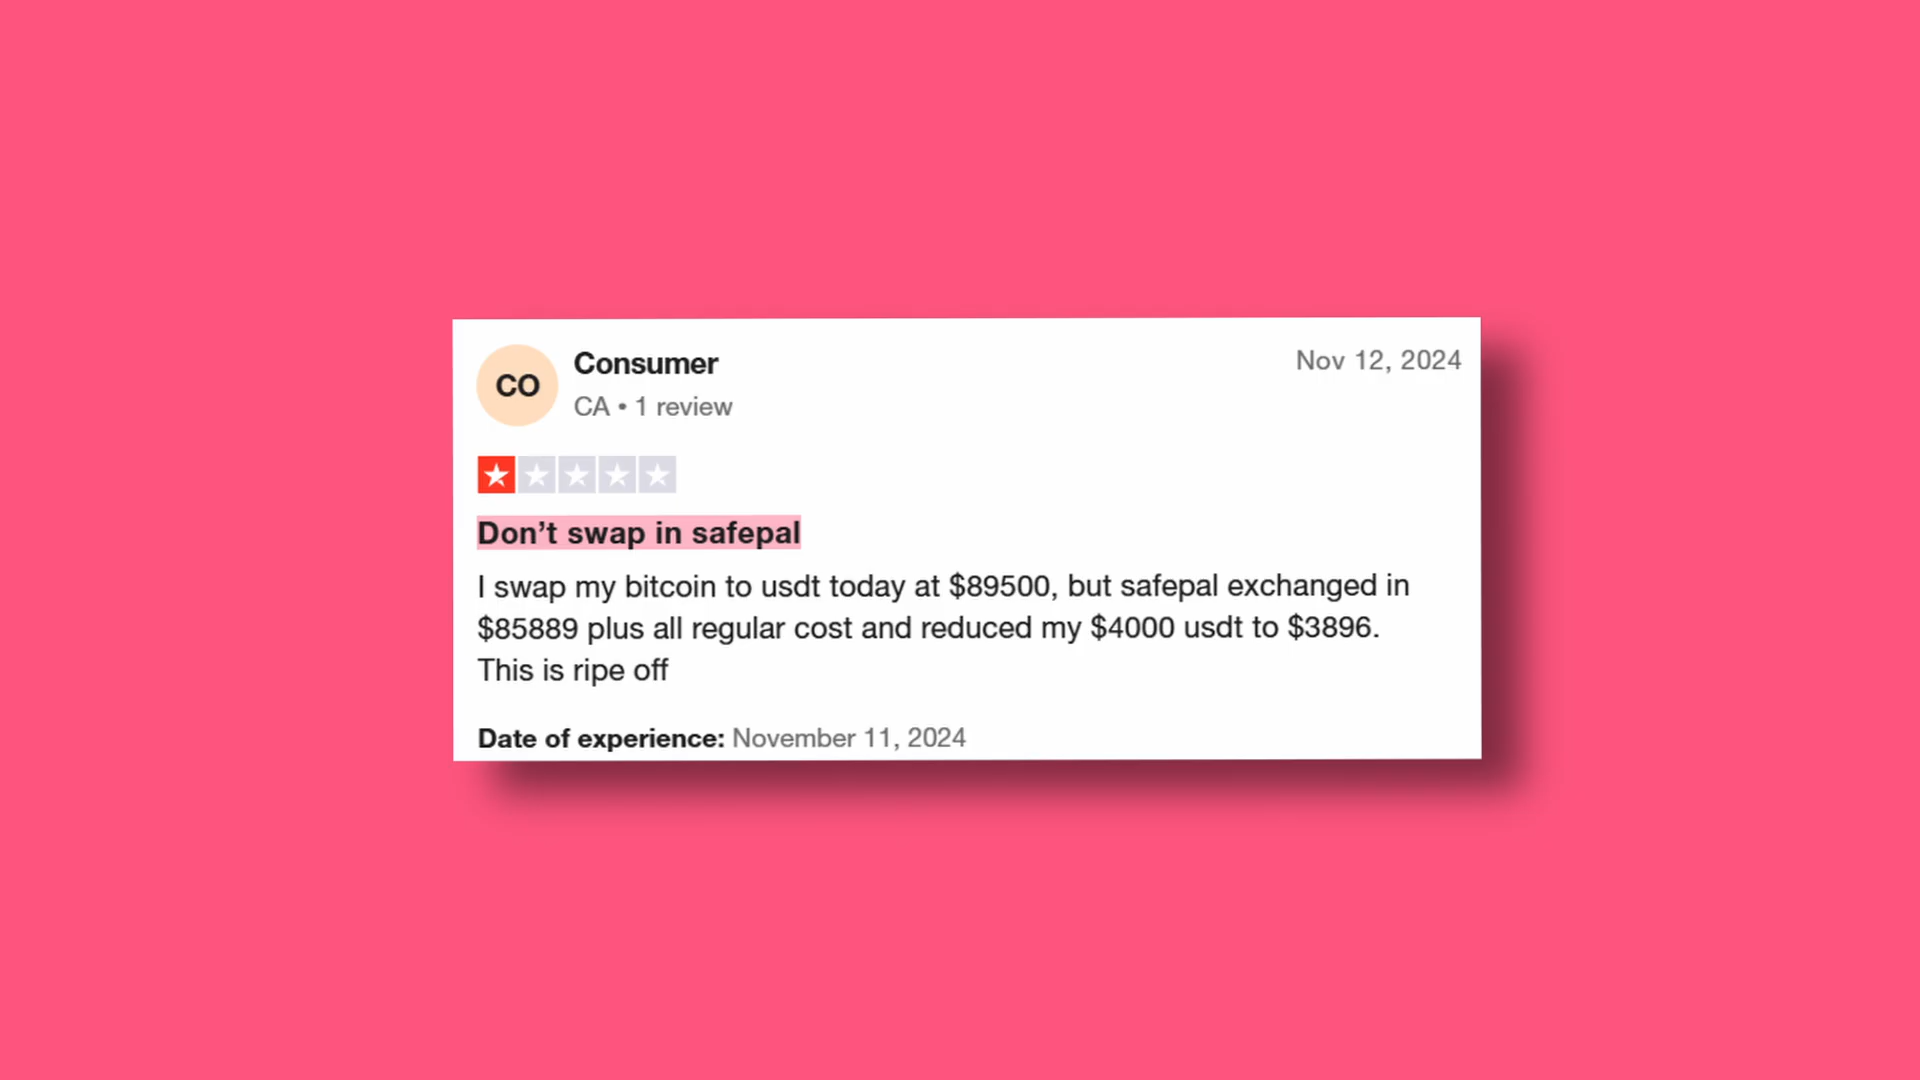 CO
Consumer
Nov 12, 2024
CA • 1 review
Don’t swap in safepal
I swap my bitcoin to usdt today at $89500, but safepal exchanged in
$85889 plus all regular cost and reduced my $4000 usdt to $3896.
This is ripe off
Date of experience: November 11, 2024